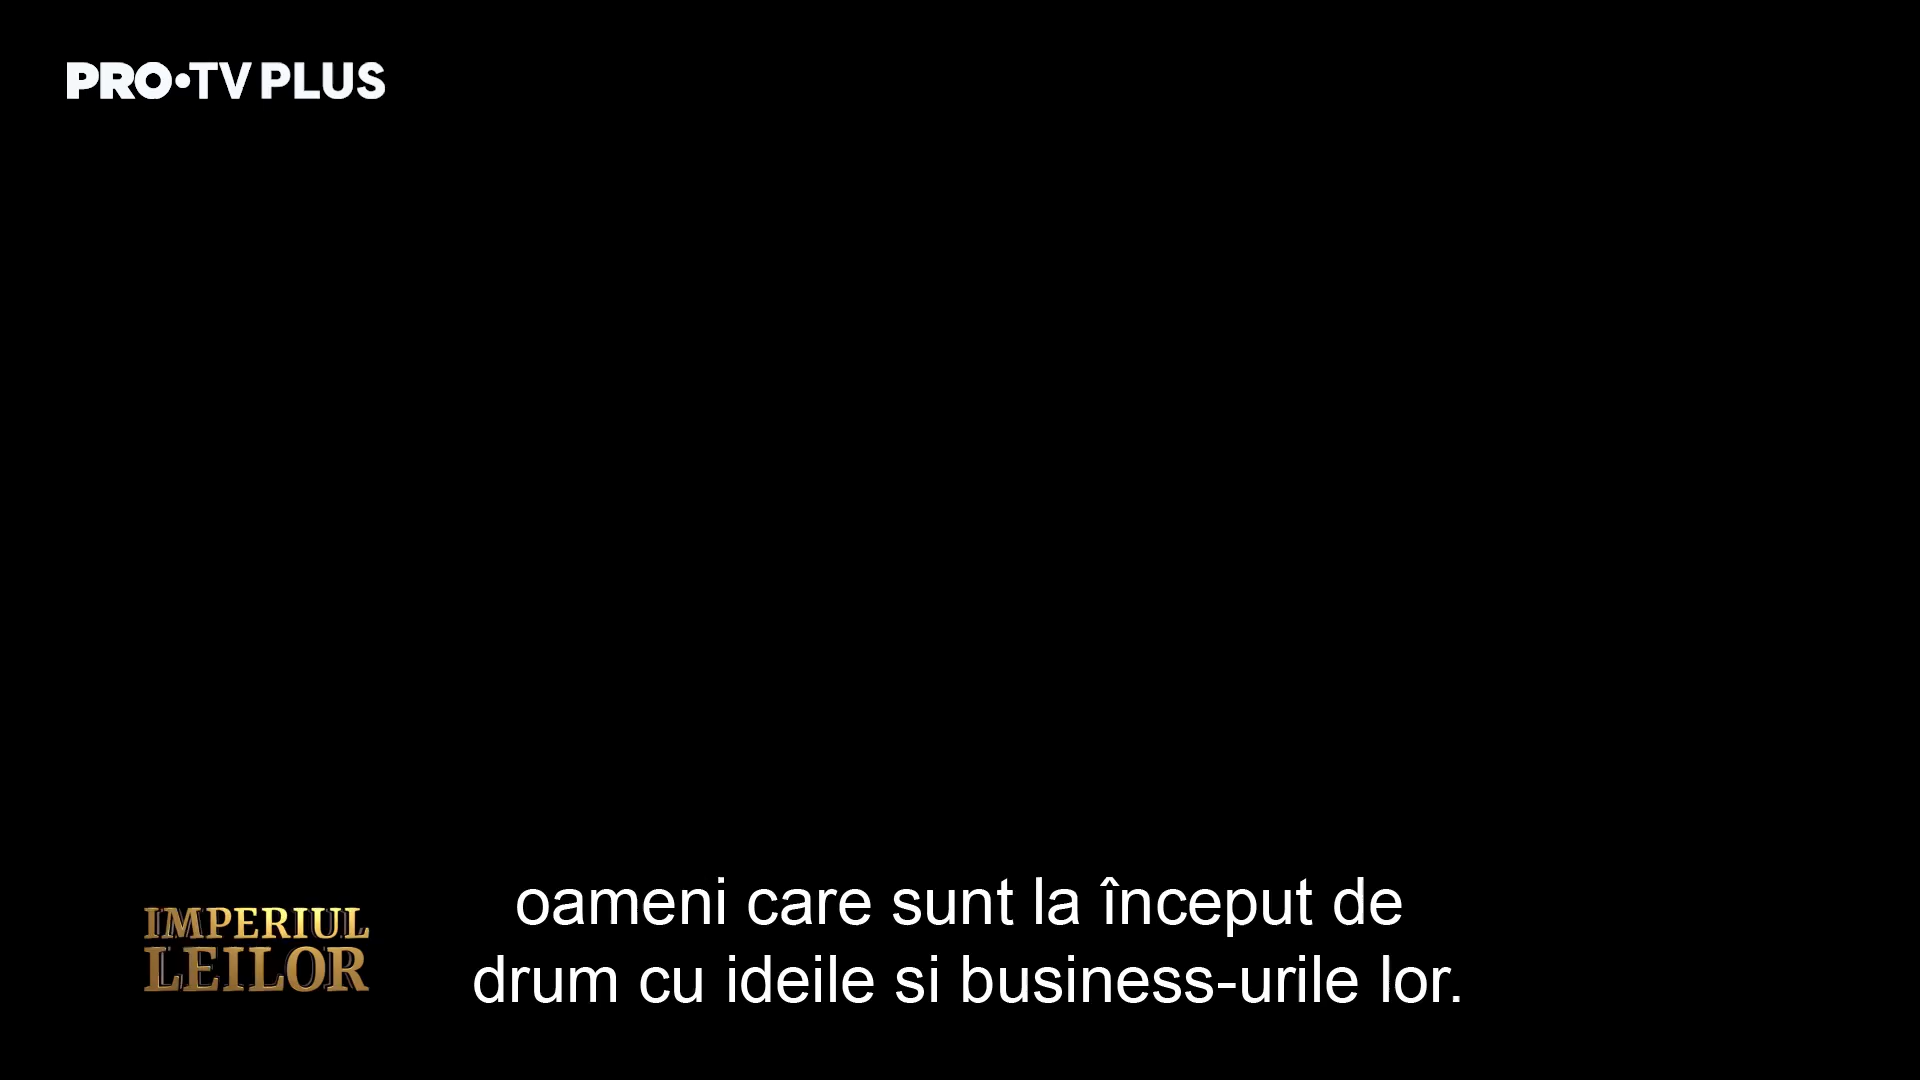 PRO•TV PLUS
oameni care sunt la început de
drum cu ideile si business-urile lor.
IMPERIUL
LEILOR